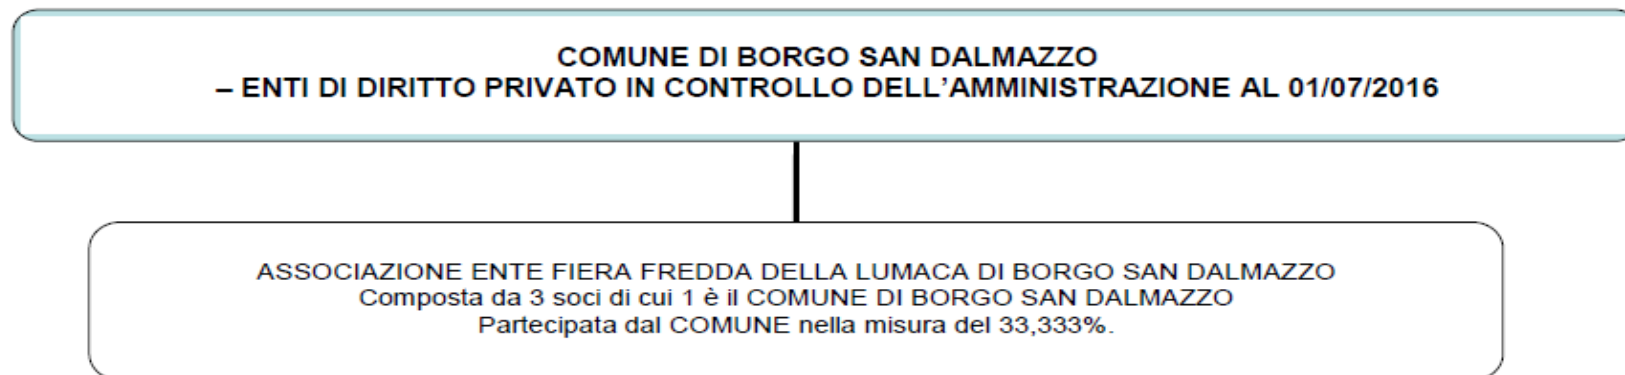 COMUNE DI BORGO SAN DALMAZZO
– ENTI DI DIRITTO PRIVATO IN CONTROLLO DELL’AMMINISTRAZIONE AL 01/07/2016
ASSOCIAZIONE ENTE FIERA FREDDA DELLA LUMACA DI BORGO SAN DALMAZZO
Composta da 3 soci di cui 1 è il COMUNE DI BORGO SAN DALMAZZO
Partecipata dal COMUNE nella misura del 33,333%.